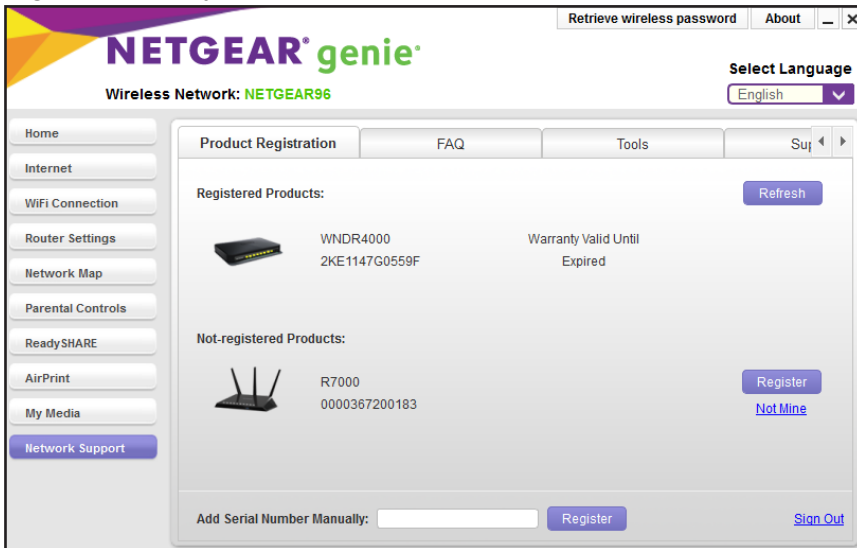 Retrieve wireless password About
NETGEAR® genie®
Select Language
Wireless Network: NETGEAR96
English
Home
Internet
WiFi Connection
Router Settings
Network Map
Parental Controls
ReadySHARE
AirPrint
My Media
Network Support
Product Registration FAQ Tools
Registered Products:
Refresh
WNDR4000 Warranty Valid Until
2KE1147G0559F Expired
Not-registered Products:
R7000
Register
0000367200183
Not Mine
Add Serial Number Manually: Register Sign Out